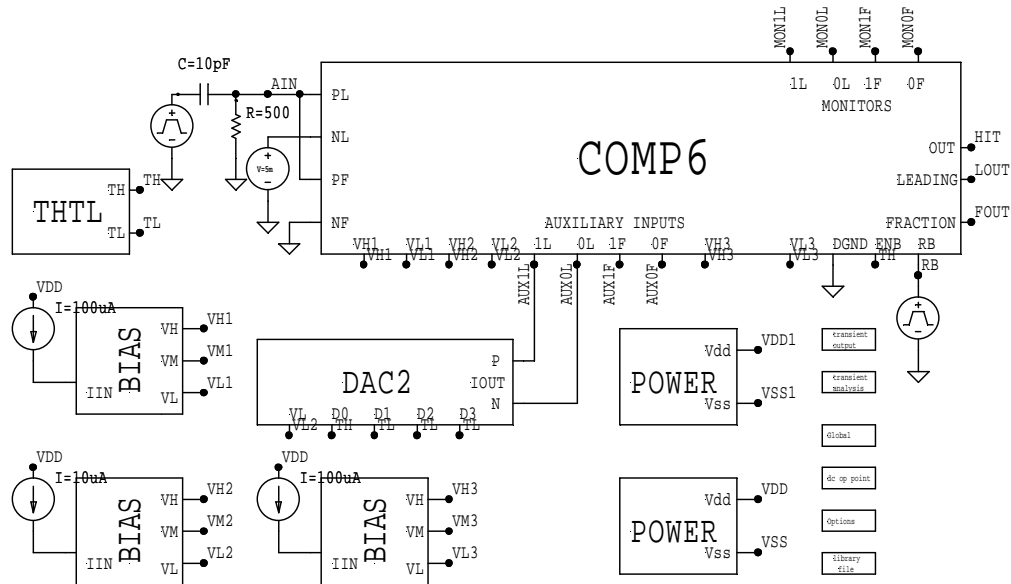 MON1L
MON0L
MON1F
MON0F
C=10pF
AIN
R=500
V=5m
PL
NL
PF
NF
1L
0L
1F
0F
MONITORS
COMP6
OUT
HIT
LEADING
LOUT
FRACTION
FOUT
AUXILIARY INPUTS
VH1
VL1
VH2
VL2
1L
0L
1F
0F
VH3
VL3
DGND
ENB
RB
VH1
VL1
VH2
VL2
AUX1L
AUX0L
AUX1F
AUX0F
VH3
VL3
TH
RB
THTL
TH
TH
TL
TL
VDD
I=100uA
BIAS
IIN
VH
VH1
VM
VM1
VL
VL1
DAC2
P
IOUT
N
VL
D0
D1
D2
D3
VL2
TH
TL
TL
TL
POWER
Vdd
VDD1
Vss
VSS1
transient
output
transient
analysis
Global
dc op point
Options
library
file
VDD
I=10uA
BIAS
IIN
VH
VH2
VM
VM2
VL
VL2
VDD
I=100uA
BIAS
IIN
VH
VH3
VM
VM3
VL
VL3
POWER
Vdd
VDD
Vss
VSS